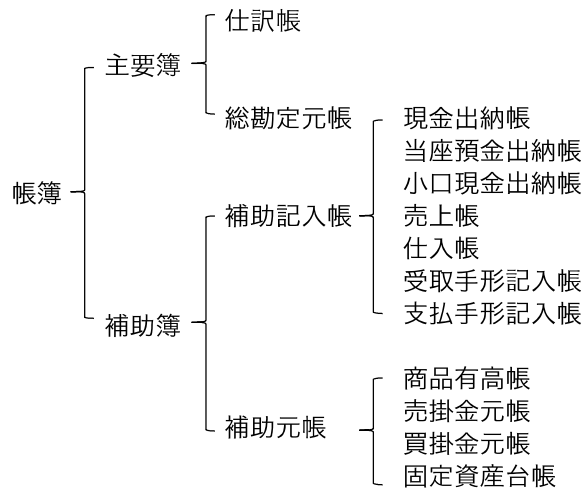 帳簿
主要簿
仕訳帳
総勘定元帳
補助簿
補助記入帳
現金出納帳
当座預金出納帳
小口現金出納帳
売上帳
仕入帳
受取手形記入帳
支払手形記入帳
補助元帳
商品有高帳
売掛金元帳
買掛金元帳
固定資産台帳